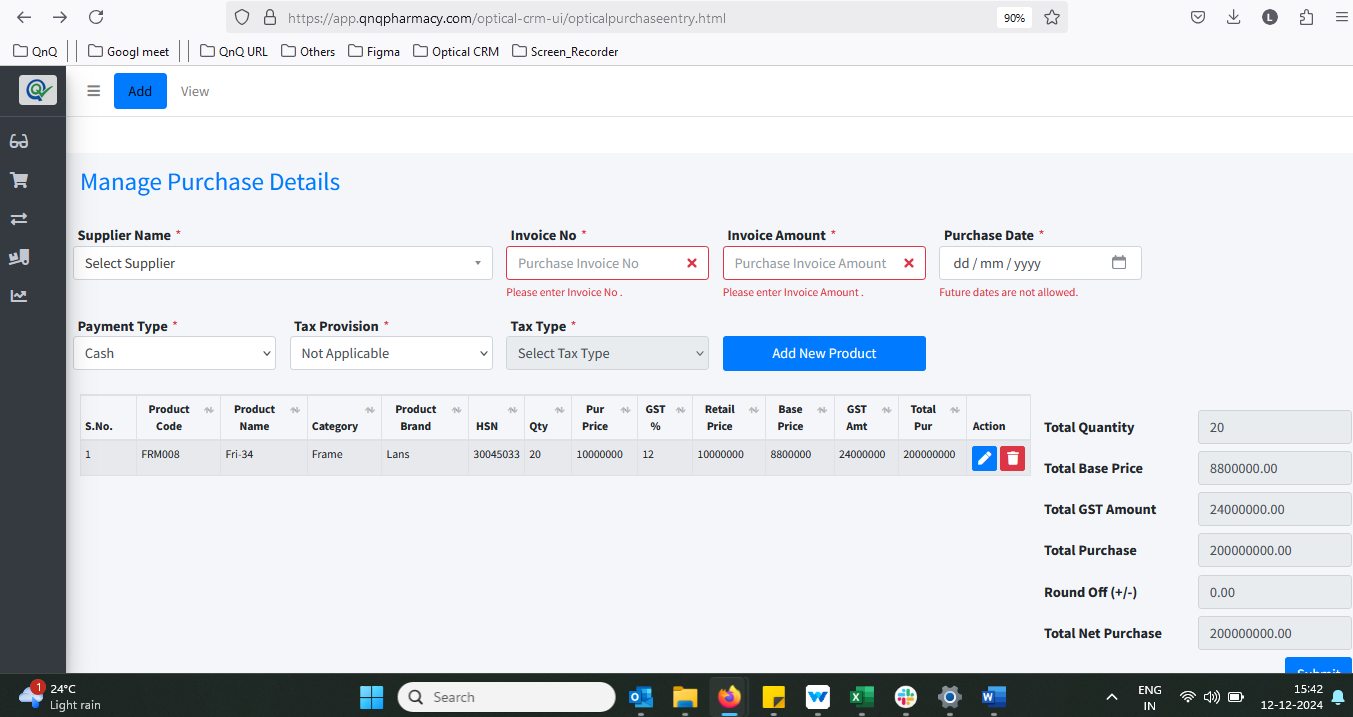 https://app.qnqpharmacy.com/optical-crm-ui/opticalpurchaseentry.html
90%
L
QnQ
Googl meet
QnQ URL
Others
Figma
Optical CRM
Screen_Recorder
Add
View
Manage Purchase Details
Supplier Name *
Invoice No *
Invoice Amount *
Purchase Date *
Select Supplier
Purchase Invoice No
Purchase Invoice Amount
dd / mm / yyyy
Please enter Invoice No .
Please enter Invoice Amount .
Future dates are not allowed.
Payment Type *
Tax Provision *
Tax Type *
Cash
Not Applicable
Select Tax Type
Add New Product
S.No.
Product
Code
Product
Name
Category
Product
Brand
HSN
Qty
Pur
Price
GST
%
Retail
Price
Base
Price
GST
Amt
Total
Pur
Action
1 FRM008 Fri-34 Frame Lans 30045033 20 10000000 12 10000000 8800000 24000000 200000000
Total Quantity 20
Total Base Price 8800000.00
Total GST Amount 24000000.00
Total Purchase 200000000.00
Round Off (+/-) 0.00
Total Net Purchase 200000000.00
Submit
1
24°C
Light rain
Search
ENG
IN
15:42
12-12-2024